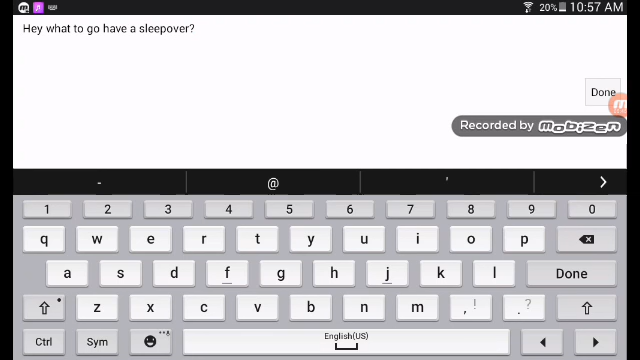 20% 10:57 AM
Hey what to go have a sleepover?
Done
Recorded by mobizen
- @ '
1 2 3 4 5 6 7 8 9 0
q w e r t y u i o p
a s d f g h j k l Done
z x c v b n m , ! . ?
Ctrl Sym English(US)